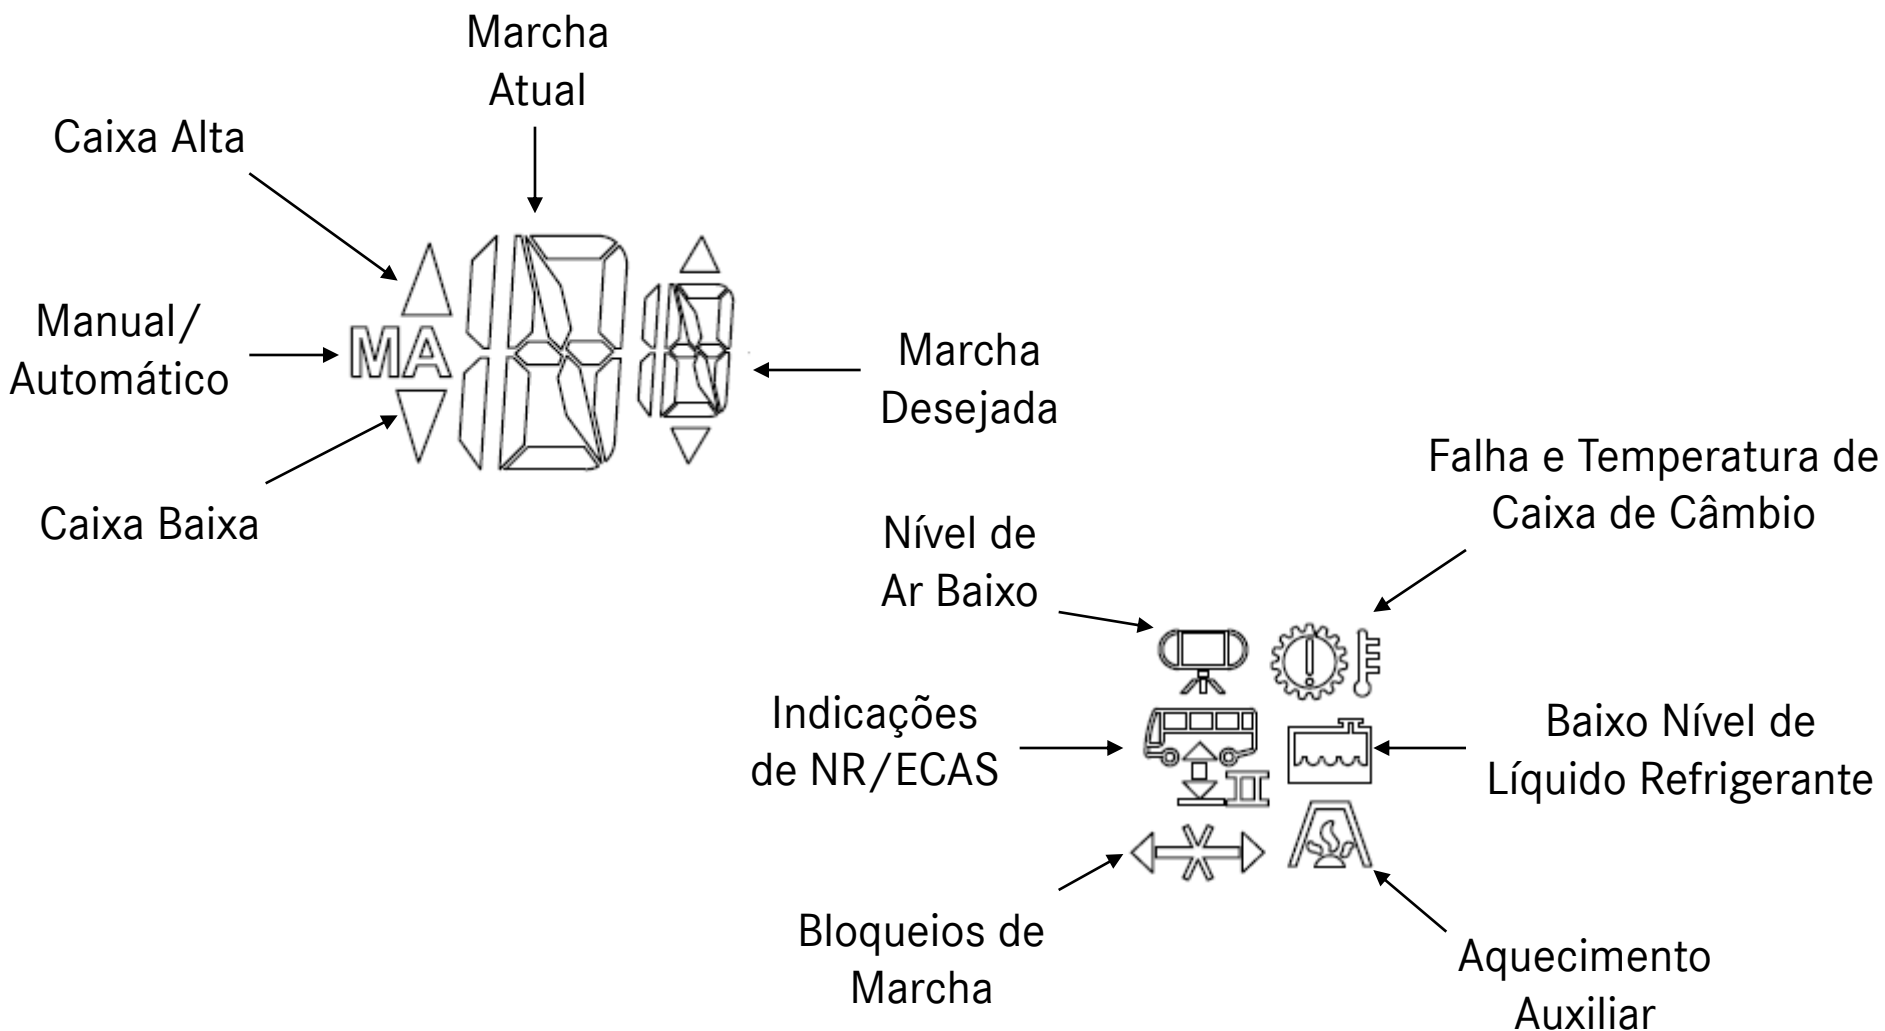 Marcha
Atual
Caixa Alta
Manual/
Automático
MA
Marcha
Desejada
Caixa Baixa
Falha e Temperatura de
Caixa de Câmbio
Nível de
Ar Baixo
Indicações
de NR/ECAS
Baixo Nível de
Líquido Refrigerante
Bloqueios de
Marcha
Aquecimento
Auxiliar